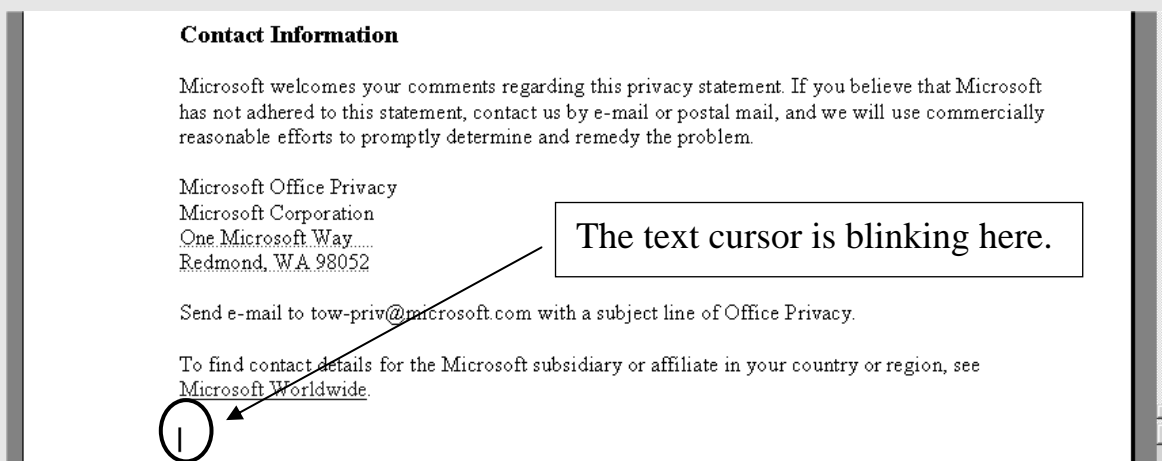 Contact Information
Microsoft welcomes your comments regarding this privacy statement. If you believe that Microsoft
has not adhered to this statement, contact us by e-mail or postal mail, and we will use commercially
reasonable efforts to promptly determine and remedy the problem.
Microsoft Office Privacy
Microsoft Corporation
One Microsoft Way
Redmond, WA 98052
The text cursor is blinking here.
Send e-mail to tow-priv@microsoft.com with a subject line of Office Privacy.
To find contact details for the Microsoft subsidiary or affiliate in your country or region, see
Microsoft Worldwide.